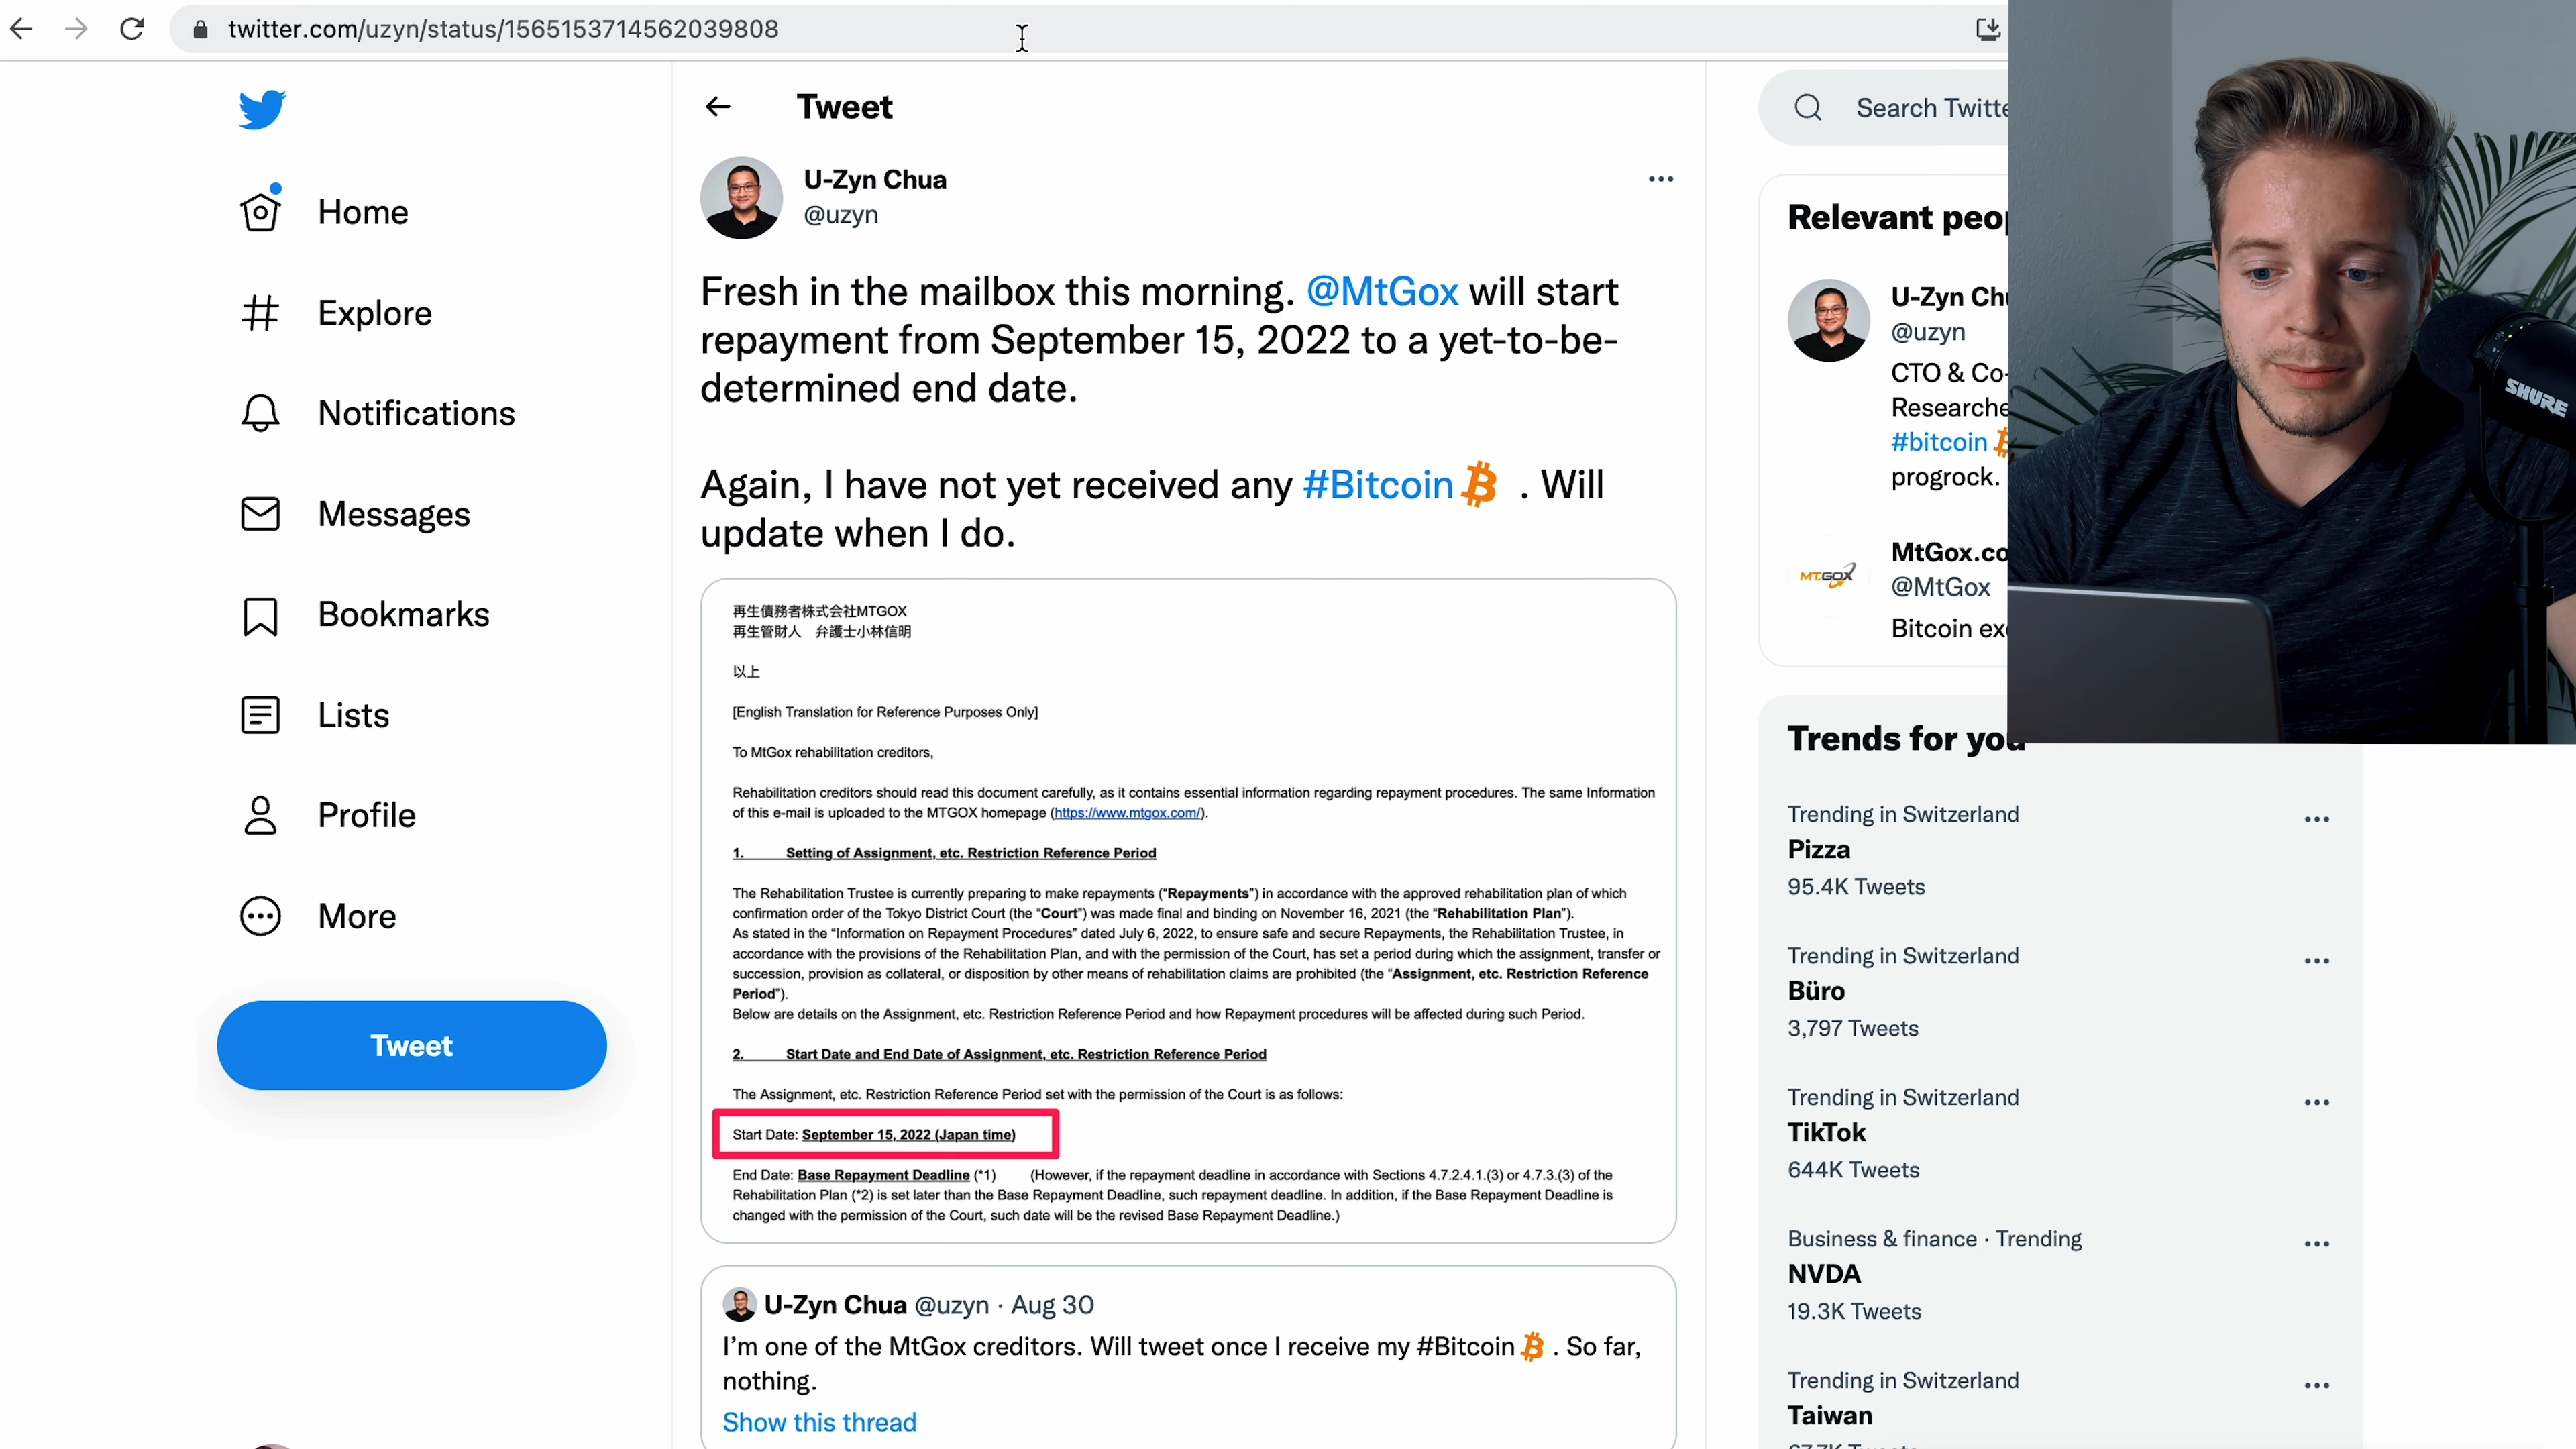 twitter.com/uzyn/status/1565153714562039808
Home
Explore
Notifications
Messages
Bookmarks
Lists
Profile
More
Tweet
Tweet
U-Zyn Chua
@uzyn
Fresh in the mailbox this morning. @MtGox will start
repayment from September 15, 2022 to a yet-to-be-
determined end date.
Again, I have not yet received any #Bitcoin . Will
update when I do.
再生債務者株式会社MTGOX
再生管財人 弁護士小林信明
以上
[English Translation for Reference Purposes Only]
To MtGox rehabilitation creditors,
Rehabilitation creditors should read this document carefully, as it contains essential information regarding repayment procedures. The same Information
of this e-mail is uploaded to the MTGOX homepage (https://www.mtgox.com/).
1. Setting of Assignment, etc. Restriction Reference Period
The Rehabilitation Trustee is currently preparing to make repayments (“Repayments”) in accordance with the approved rehabilitation plan of which
confirmation order of the Tokyo District Court (the “Court”) was made final and binding on November 16, 2021 (the “Rehabilitation Plan”).
As stated in the “Information on Repayment Procedures” dated July 6, 2022, to ensure safe and secure Repayments, the Rehabilitation Trustee, in
accordance with the provisions of the Rehabilitation Plan, and with the permission of the Court, has set a period during which the assignment, transfer or
succession, provision as collateral, or disposition by other means of rehabilitation claims are prohibited (the “Assignment, etc. Restriction Reference
Period”).
Below are details on the Assignment, etc. Restriction Reference Period and how Repayment procedures will be affected during such Period.
2. Start Date and End Date of Assignment, etc. Restriction Reference Period
The Assignment, etc. Restriction Reference Period set with the permission of the Court is as follows:
Start Date: September 15, 2022 (Japan time)
End Date: Base Repayment Deadline (*1) (However, if the repayment deadline in accordance with Sections 4.7.2.4.1.(3) or 4.7.3.(3) of the
Rehabilitation Plan (*2) is set later than the Base Repayment Deadline, such repayment deadline. In addition, if the Base Repayment Deadline is
changed with the permission of the Court, such date will be the revised Base Repayment Deadline.)
U-Zyn Chua @uzyn · Aug 30
I’m one of the MtGox creditors. Will tweet once I receive my #Bitcoin . So far,
nothing.
Show this thread
Search Twitte
Relevant peo
U-Zyn Chu
@uzyn
CTO & Co-
Researche
#bitcoin
progrock.
MT.GOX
MtGox.co
@MtGox
Bitcoin exc
Trends for you
Trending in Switzerland
Pizza
95.4K Tweets
Trending in Switzerland
Büro
3,797 Tweets
Trending in Switzerland
TikTok
644K Tweets
Business & finance · Trending
NVDA
19.3K Tweets
Trending in Switzerland
Taiwan
SHURE